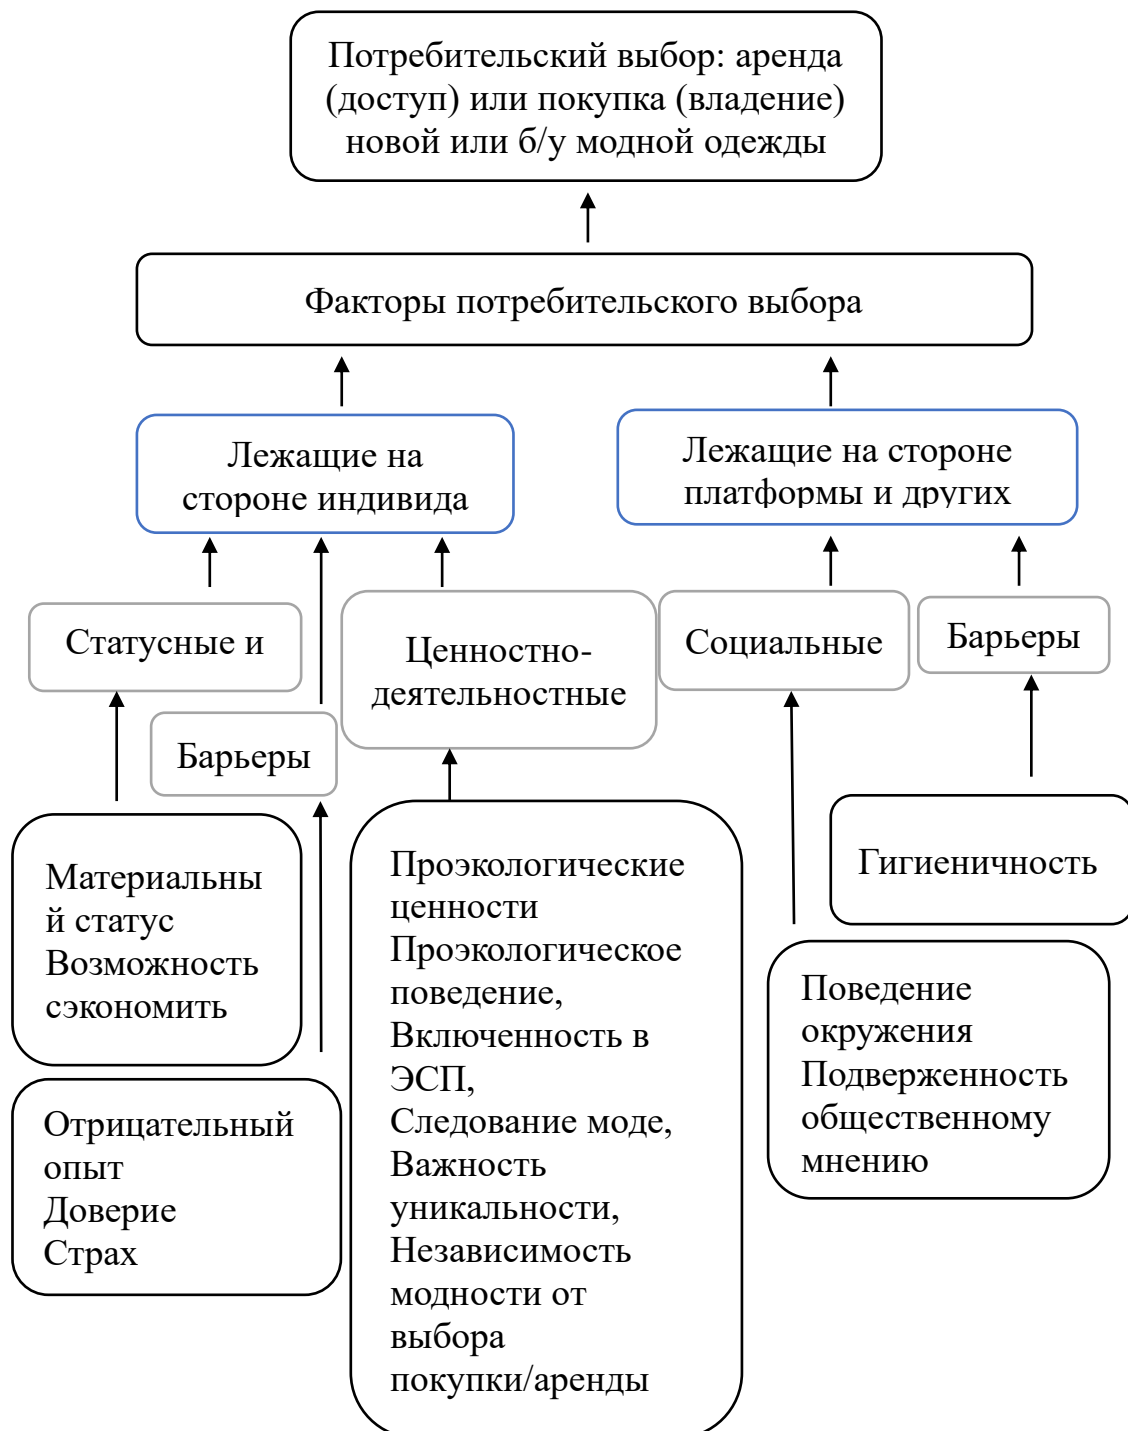 Потребительский выбор: аренда
(доступ) или покупка (владение)
новой или б/у модной одежды
Факторы потребительского выбора
Лежащие на
стороне индивида
Лежащие на стороне
платформы и других
Статусные и
Ценностно-
деятельностные
Социальные
Барьеры
Барьеры
Материальны
й статус
Возможность
сэкономить
Проэкологические
ценности
Проэкологическое
поведение,
Включенность в
ЭСП,
Следование моде,
Важность
уникальности,
Независимость
модности от
выбора
покупки/аренды
Гигиеничность
Поведение
окружения
Подверженность
общественному
мнению
Отрицательный
опыт
Доверие
Страх